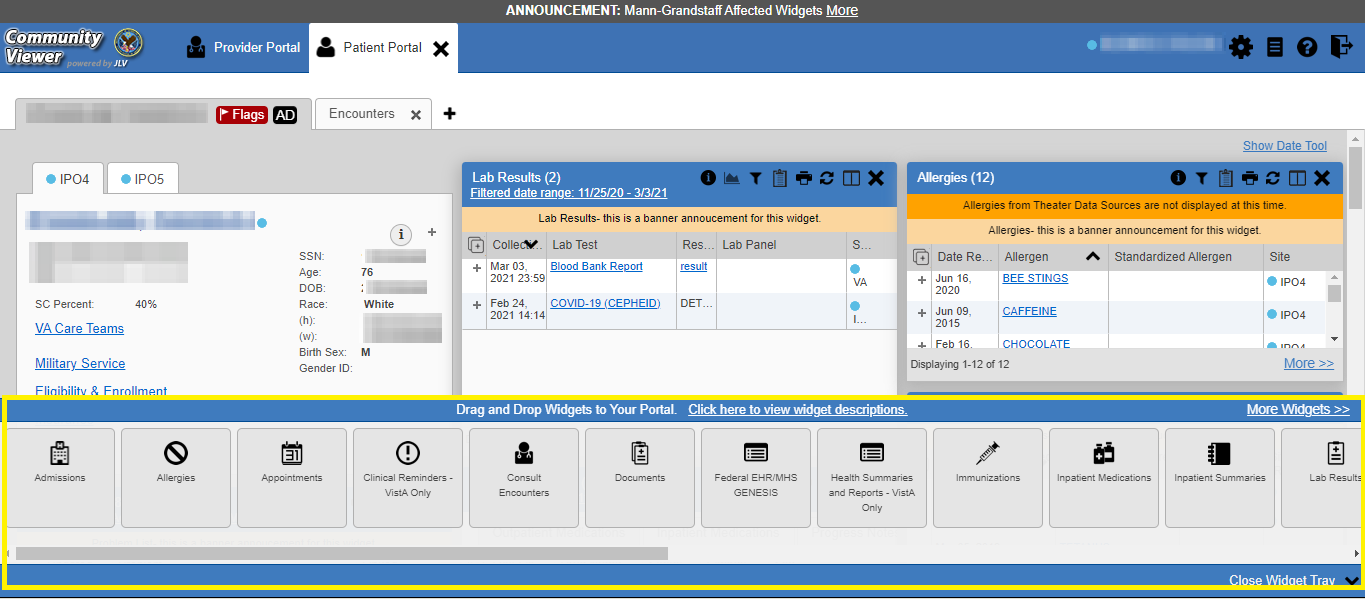 ANNOUNCEMENT: Mann-Grandstaff Affected Widgets More
Community Viewer powered by JLV
Provider Portal
Patient Portal
Flags AD
Encounters
Show Date Tool
IPO4
IPO5
SSN:
Age: 76
DOB:
Race: White
(h):
(w):
Birth Sex: M
Gender ID:
SC Percent: 40%
VA Care Teams
Military Service
Eligibility & Enrollment
Lab Results (2)
Filtered date range: 11/25/20 - 3/3/21
Lab Results- this is a banner annoucement for this widget.
Collect... Lab Test Res... Lab Panel S...
Mar 03, 2021 23:59 Blood Bank Report result VA
Feb 24, 2021 14:14 COVID-19 (CEPHEID) DET... I...
Allergies (12)
Allergies from Theater Data Sources are not displayed at this time.
Allergies- this is a banner annoucement for this widget.
Date Re... Allergen Standardized Allergen Site
Jun 16, 2020 BEE STINGS IPO4
Jun 09, 2015 CAFFEINE IPO4
Feb 16, CHOCOLATE IPO4
Displaying 1-12 of 12
More >>
Drag and Drop Widgets to Your Portal. Click here to view widget descriptions.
More Widgets >>
Admissions
Allergies
31
Appointments
Clinical Reminders - VistA Only
Consult Encounters
Documents
Federal EHR/MHS GENESIS
Health Summaries and Reports - VistA Only
Immunizations
Inpatient Medications
Inpatient Summaries
Lab Results
Close Widget Tray